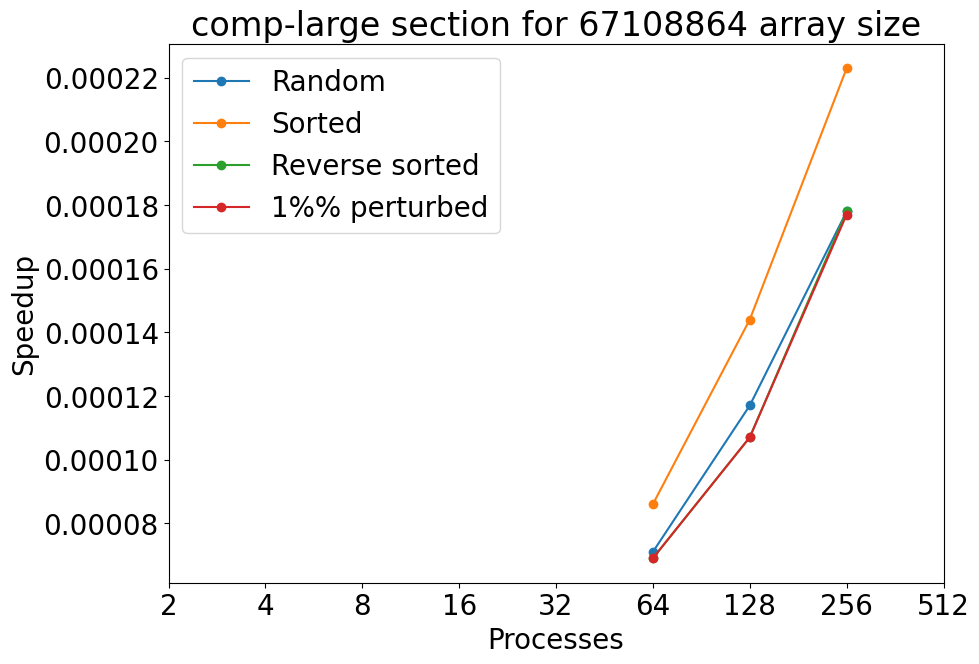 comp-large section for 67108864 array size
Random
Sorted
Reverse sorted
1%% perturbed
Speedup
0.00022
0.00020
0.00018
0.00016
0.00014
0.00012
0.00010
0.00008
2 4 8 16 32 64 128 256 512
Processes